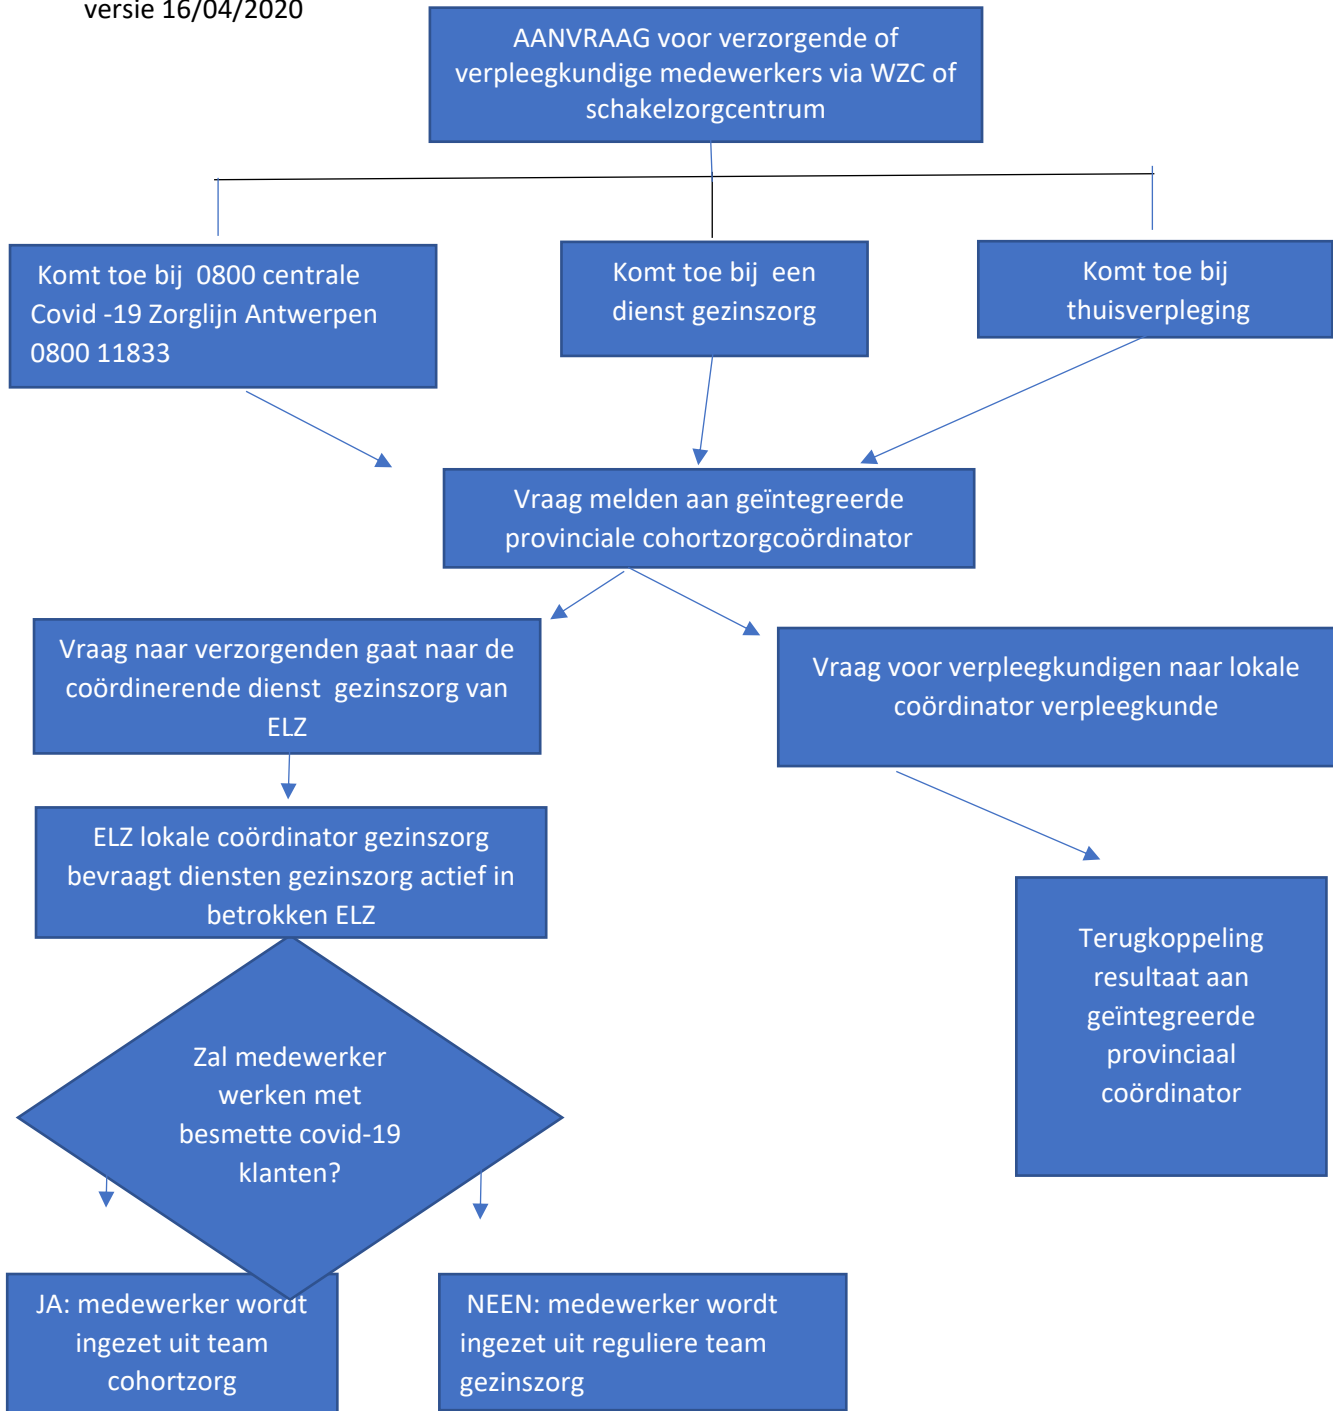 versie 16/04/2020
AANVRAAG voor verzorgende of
verpleegkundige medewerkers via WZC of
schakelzorgcentrum
Komt toe bij  0800 centrale
Covid -19 Zorglijn Antwerpen
0800 11833
Komt toe bij  een
dienst gezinszorg
Komt toe bij
thuisverpleging
Vraag melden aan geïntegreerde
provinciale cohortzorgcoördinator
Vraag naar verzorgenden gaat naar de
coördinerende dienst  gezinszorg van
ELZ
Vraag voor verpleegkundigen naar lokale
coördinator verpleegkunde
ELZ lokale coördinator gezinszorg
bevraagt diensten gezinszorg actief in
betrokken ELZ
Terugkoppeling
resultaat aan
geïntegreerde
provinciaal
coördinator
Zal medewerker
werken met
besmette covid-19
klanten?
JA: medewerker wordt
ingezet uit team
cohortzorg
NEEN: medewerker wordt
ingezet uit reguliere team
gezinszorg